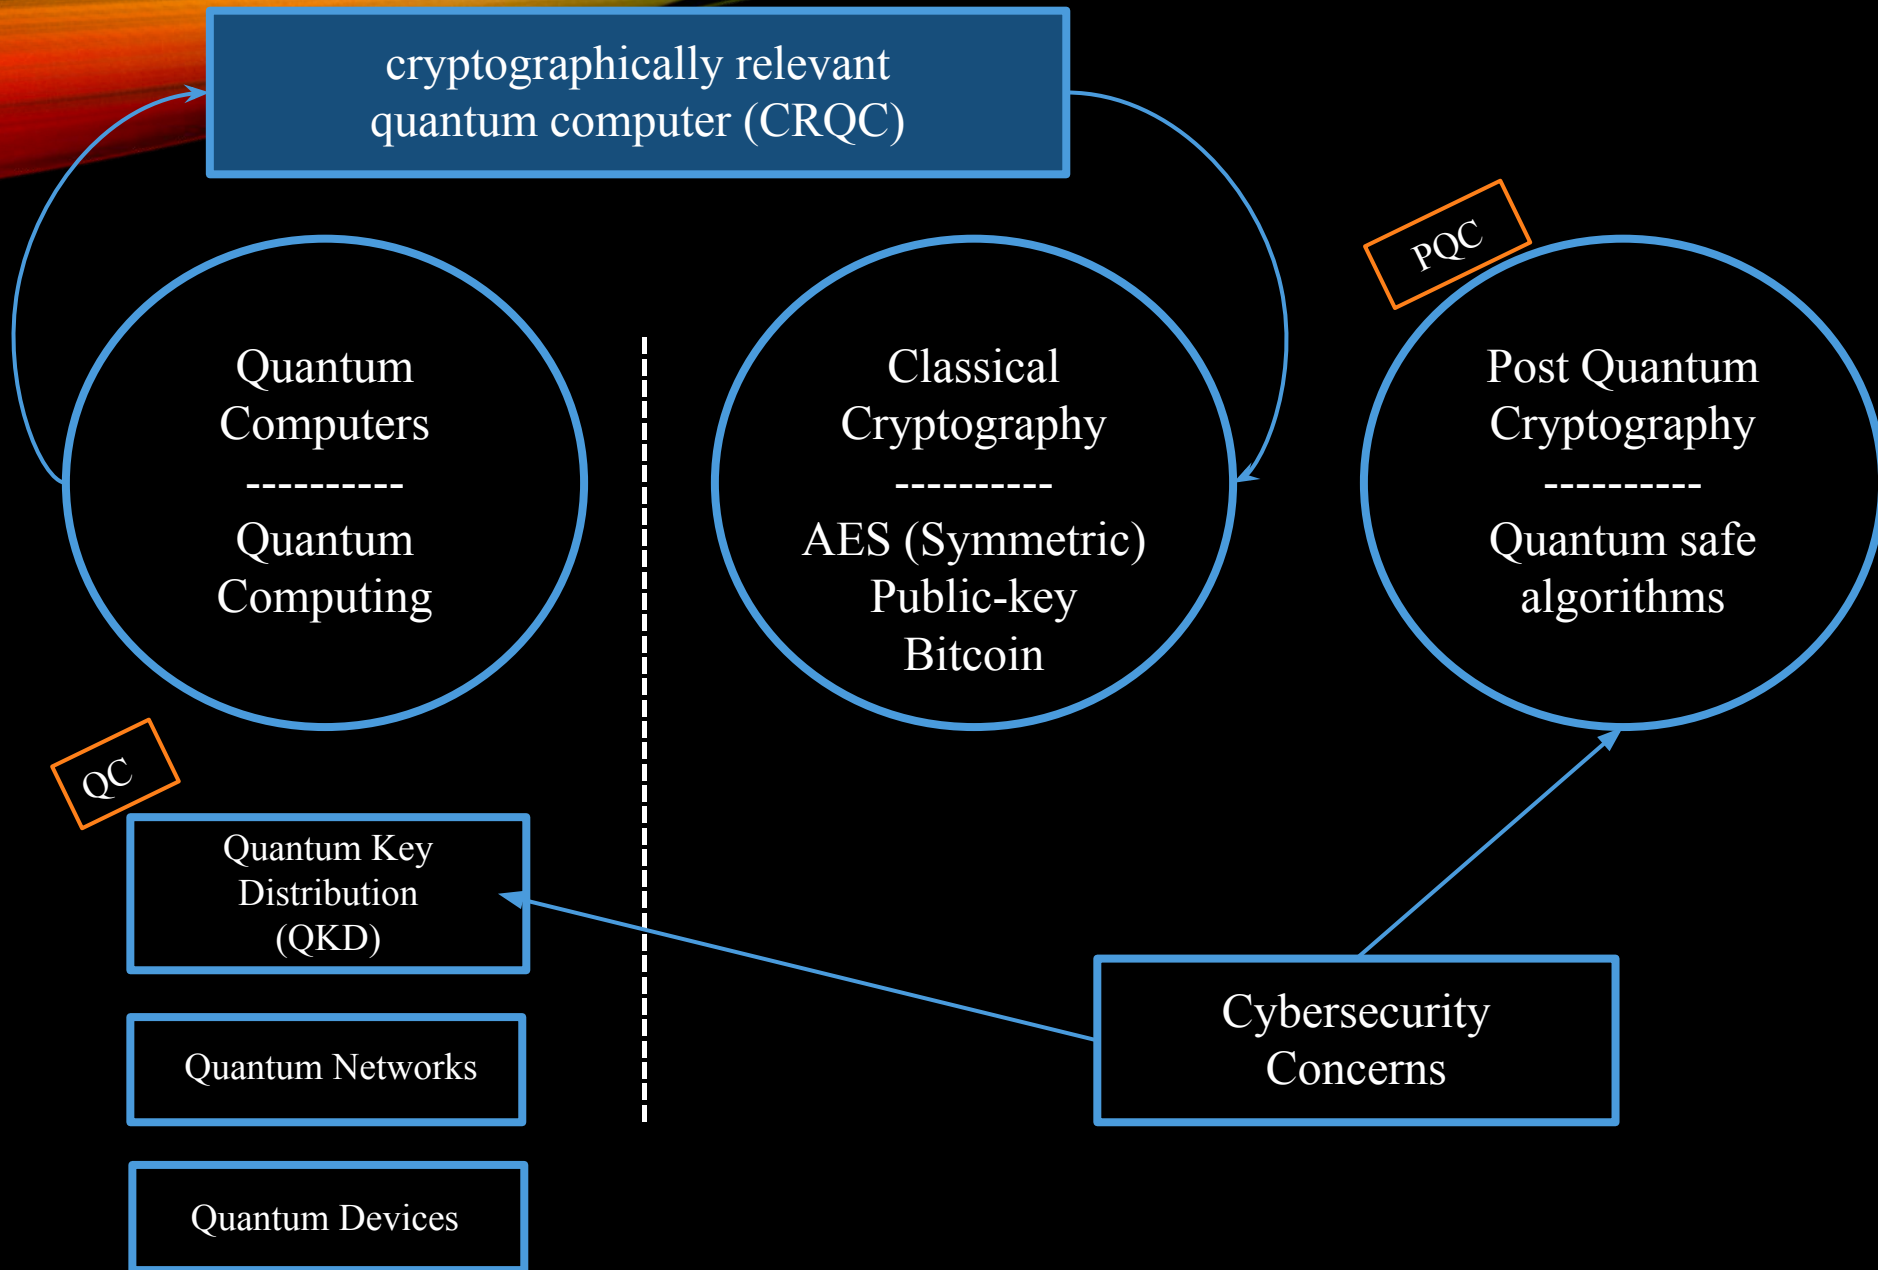 cryptographically relevant
quantum computer (CRQC)
Quantum
Computers
----------
Quantum
Computing
Classical
Cryptography
----------
AES (Symmetric)
Public-key
Bitcoin
PQC
Post Quantum
Cryptography
----------
Quantum safe
algorithms
QC
Quantum Key
Distribution
(QKD)
Quantum Networks
Quantum Devices
Cybersecurity
Concerns